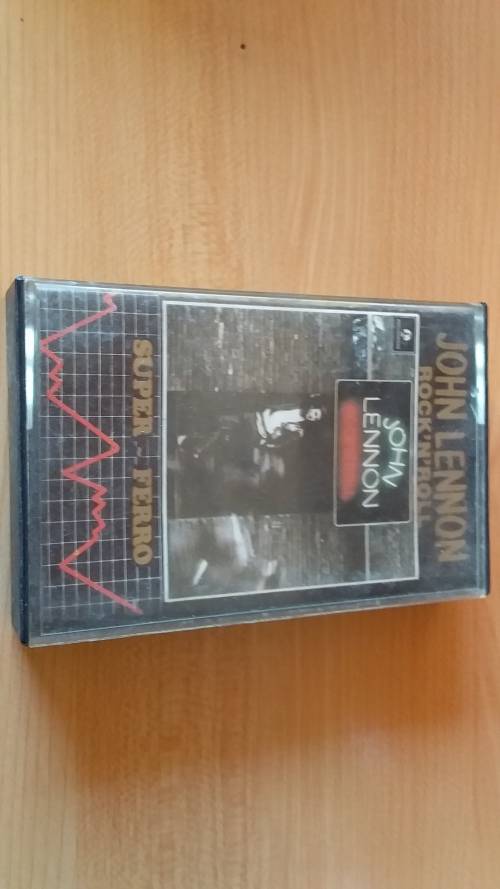 JOHN LENNON
ROCK'N'ROLL
JOHN
LENNON
SUPER - FERRO